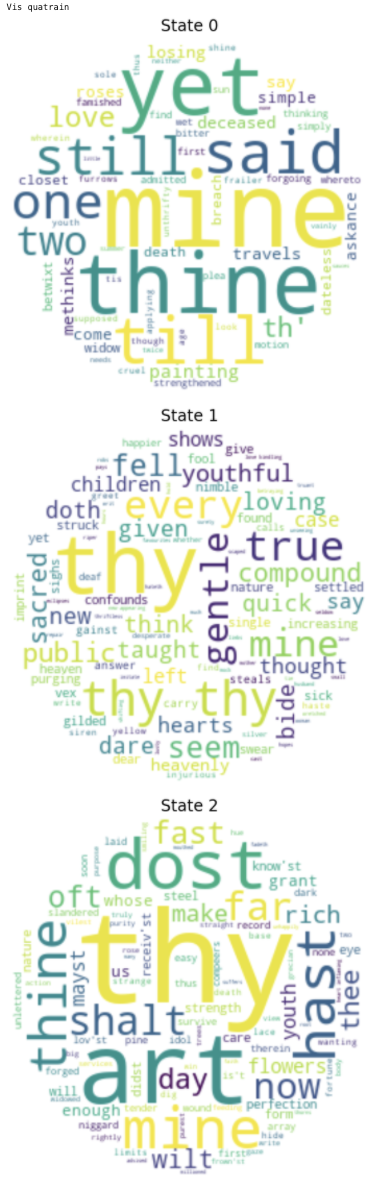 Vis quatrain
State 0
shine
thus
losing
neither
yet
sole
sun
say
roses
famished
simple
find
wet
thinking
love
deceased
bitter
simply
wherein
still
said
first
closet
furrows
admitted
frailer
forgoing
whereto
one
mine
unthrifty
breach
vainly
askance
youth
two
death
travels
dateless
thine
tis
plea
betwixt
methinks
supposed
applying
till
look
th'
come
though
age
motion
widow
twice
needs
cruel
painting
strengthened
State 1
happier
shows
give
fell
fool
youthful
children
nimble
greet
every
loving
doth
found
struck
given
calls
case
yet
thy
true
sighs
deaf
gentle
compound
imprint
sacred
confounds
nature
settled
new
quick
say
gainst
think
single
increasing
desperate
public
taught
mine
heaven
answer
find
thought
purging
left
steals
vex
thy thy
carry
sick
write
bide
haste
gilded
hearts
siren
yellow
silver
dare
seem
swear
dear
heavenly
injurious
State 2
fast
hue
laid
soon
purpose
dost
know'st
grant
dark
oft
whose
steel
far
slandered
make
rich
truly
straight
record
purity
receiv'st
base
none
two
nature
thy
rose
eye
unlettered
action
thine
mayst
us
easy
compeers
hast
strange
thus
death
youth
thee
shalt
strength
survive
view
lace
wanting
lov'st
pine
idol
care
therein
big
art
day
is't
flowers
forged
didst
now
will
dig
fortune
body
enough
tender
wound
perfection
form
niggard
mine
array
rightly
hide
write
limits
wilt
first
gaze
frown'st